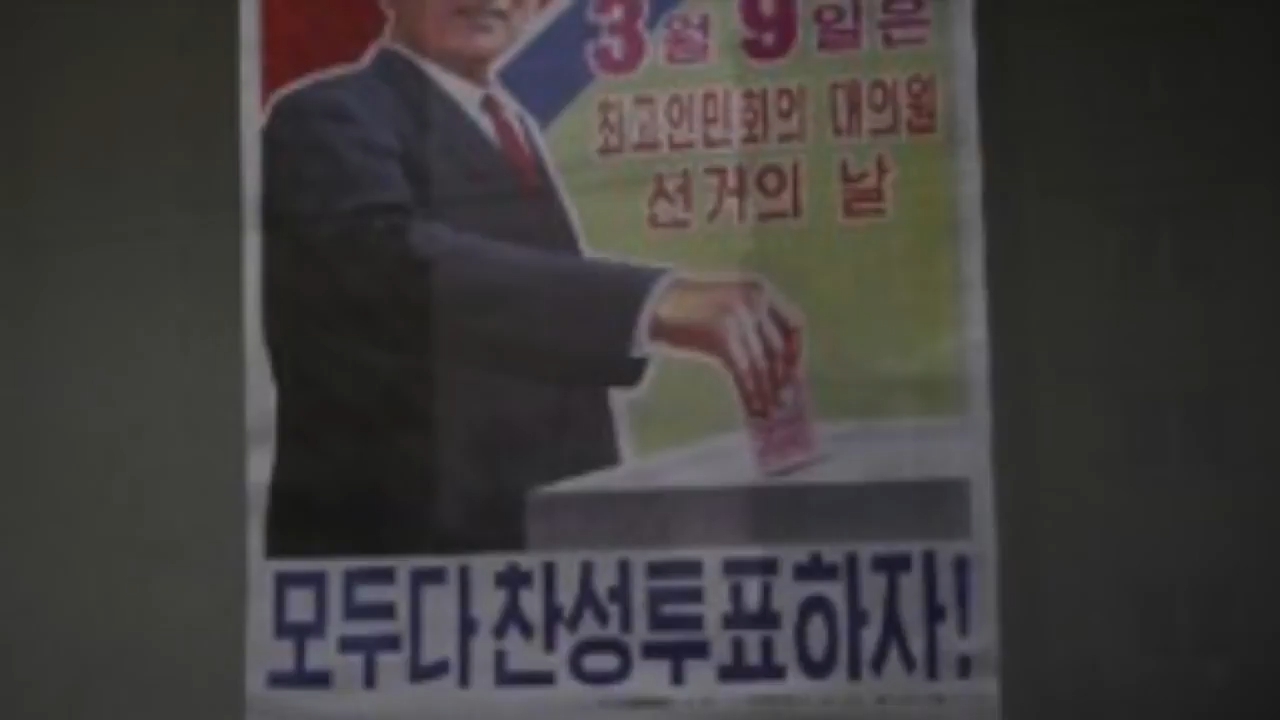 3월 9일은
최고인민회의 대의원
선거의 날
모두다 찬성투표하자!